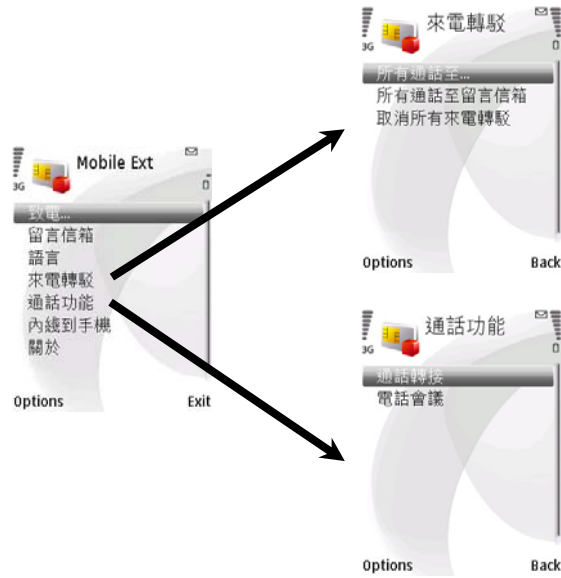 Mobile Ext
3G
致電...
留言信箱
語言
來電轉駁
通話功能
內綫到手機
關於
Options Exit
來電轉駁
3G
所有通話至...
所有通話至留言信箱
取消所有來電轉駁
Options Back
通話功能
3G
通話轉接
電話會議
Options Back